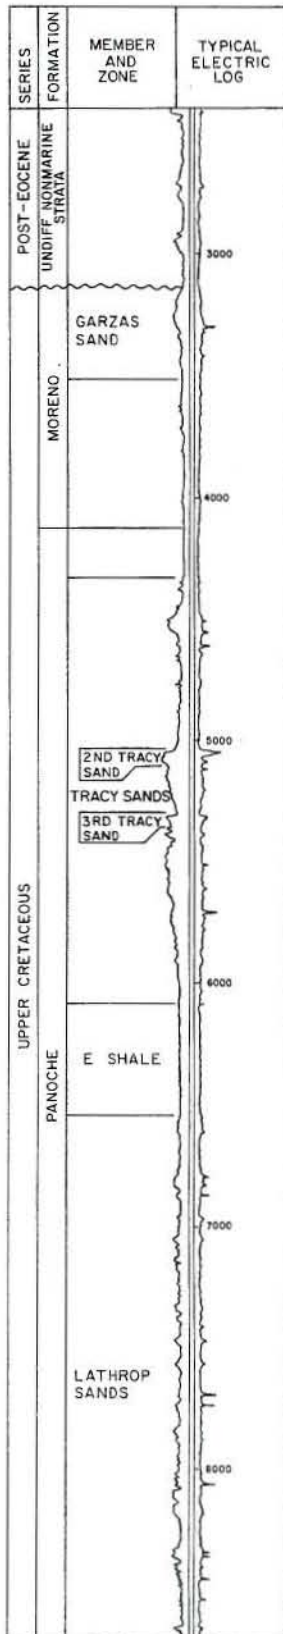 SERIES
FORMATION
MEMBER
AND
ZONE
TYPICAL
ELECTRIC
LOG
POST-EOCENE
UNDIFF NONMARINE
STRATA
3000
GARZAS
SAND
MORENO
4000
5000
2ND TRACY
SAND
TRACY SANDS
3RD TRACY
SAND
UPPER CRETACEOUS
6000
E SHALE
PANOCHE
7000
LATHROP
SANDS
8000